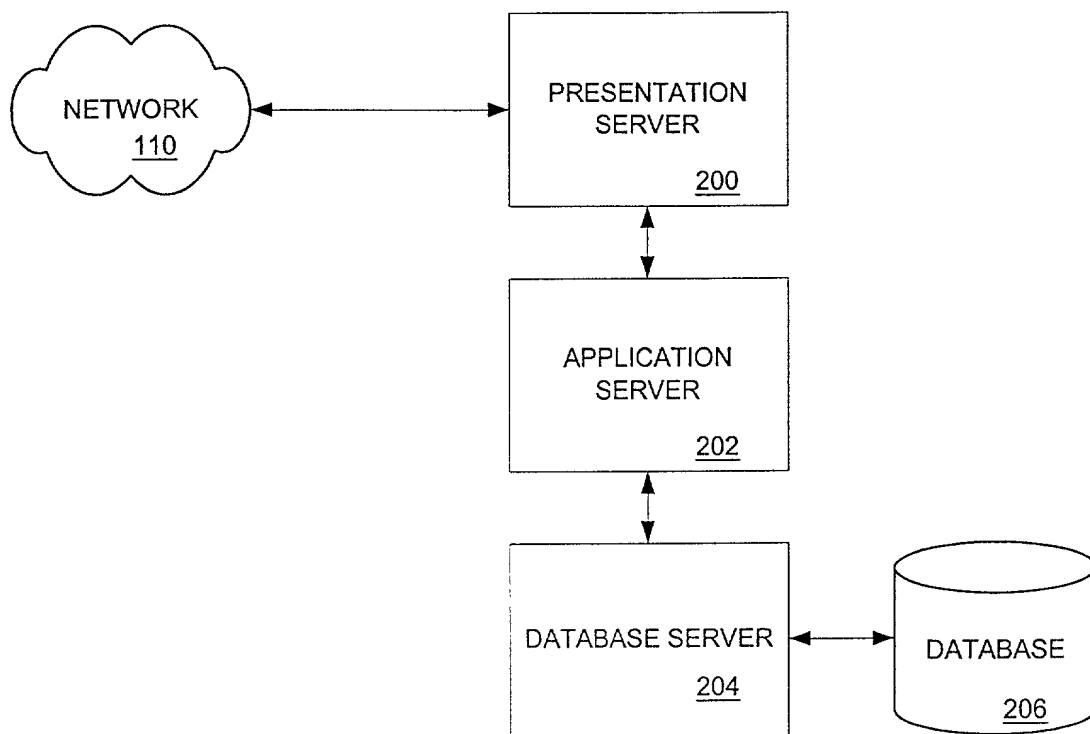 NETWORK
110
PRESENTATION
SERVER
200
APPLICATION
SERVER
202
DATABASE SERVER
204
DATABASE
206